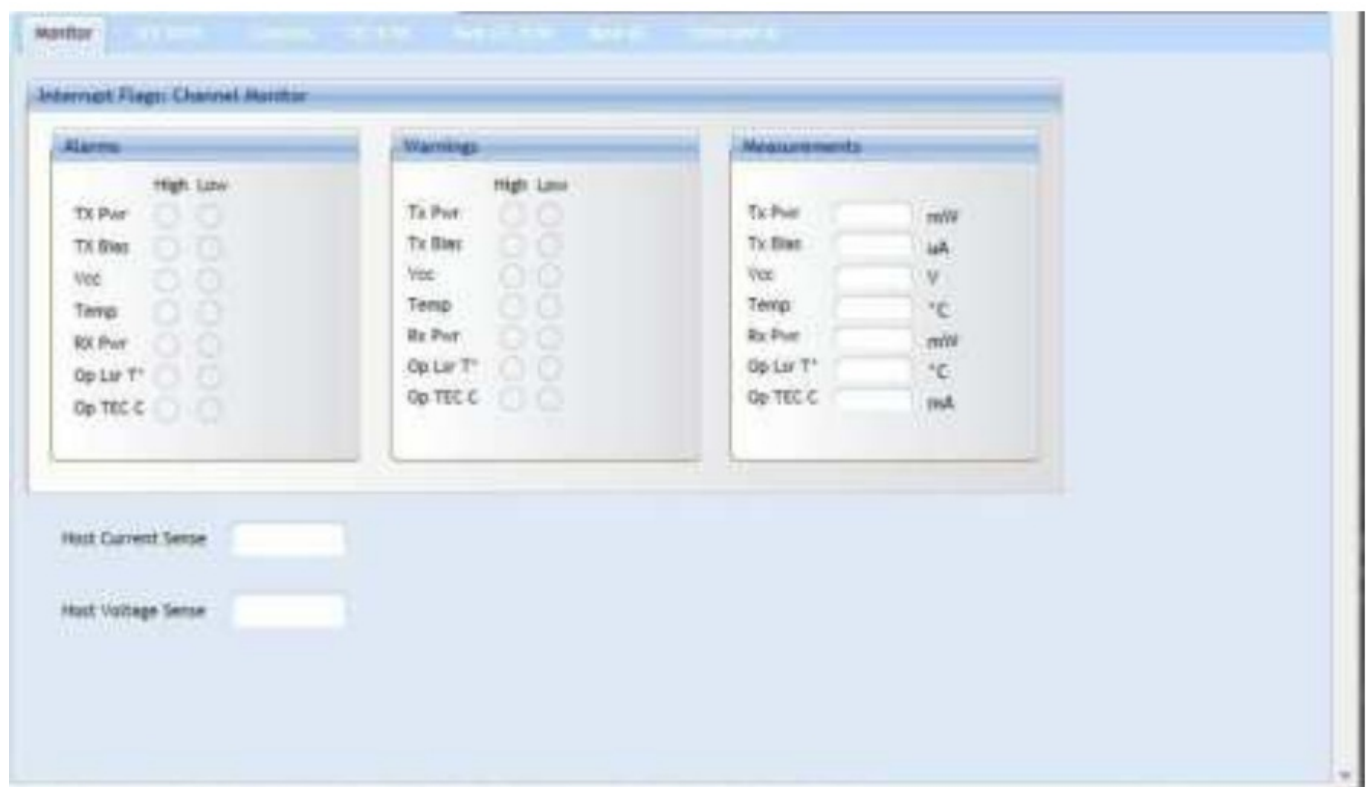 Monitor
Interrupt Flags: Channel Monitor
Alarms
High Low
TX Pwr
TX Bias
Vcc
Temp
RX Pwr
Op Lsr T°
Op TEC C
Warnings
High Low
Tx Pwr
Tx Bias
Vcc
Temp
Rx Pwr
Op Lsr T°
Op TEC C
Measurements
Tx Pwr mW
Tx Bias uA
Vcc V
Temp °C
Rx Pwr mW
Op Lsr T° °C
Op TEC C mA
Host Current Sense
Host Voltage Sense